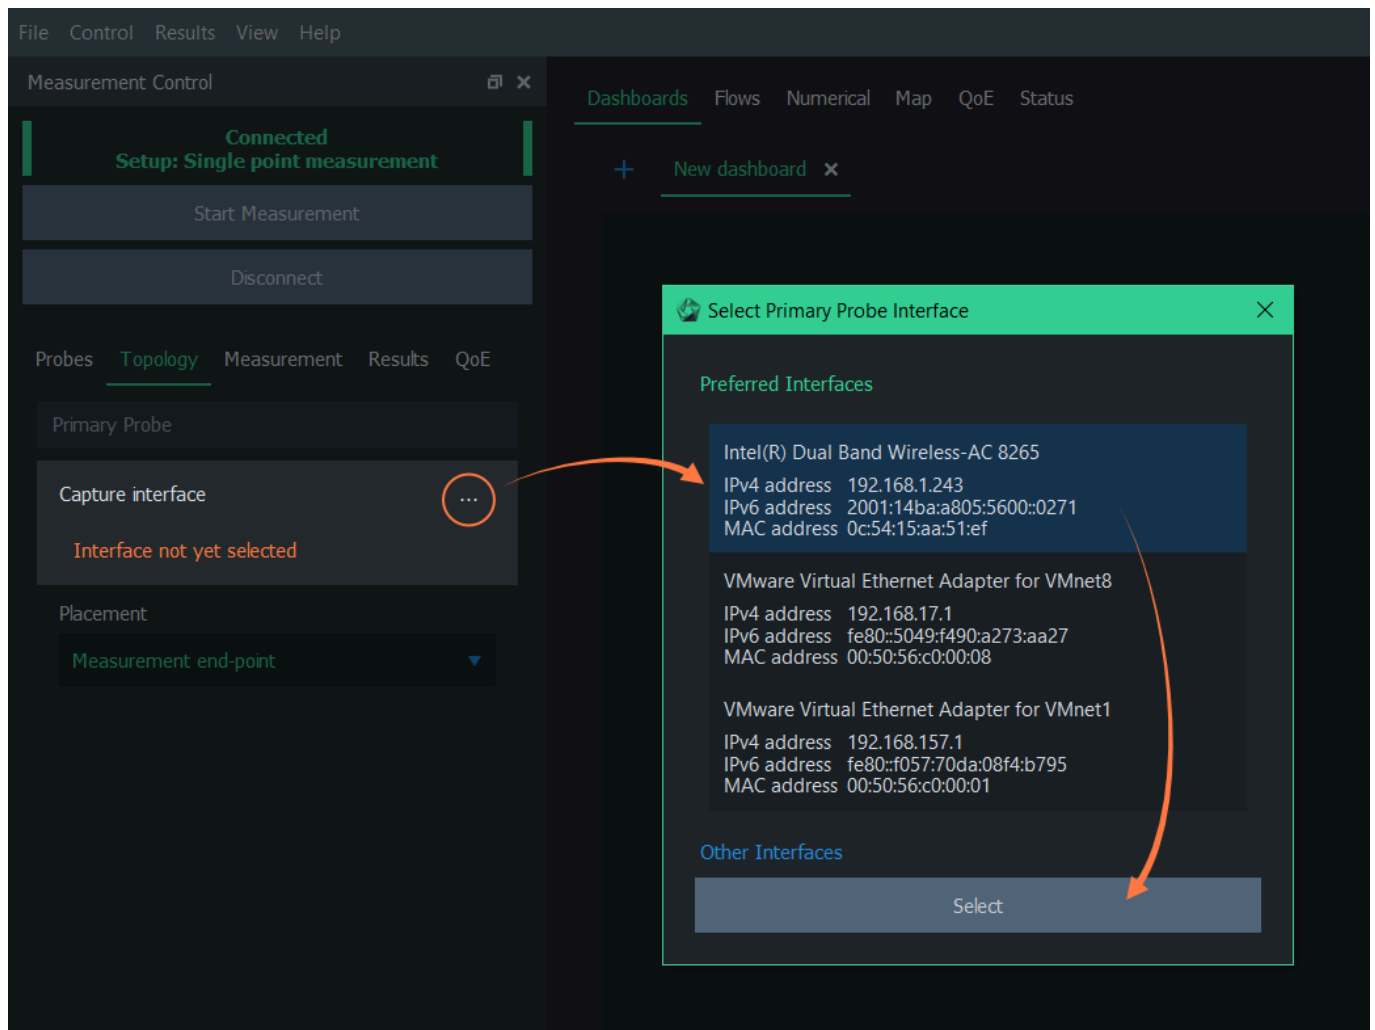 File Control Results View Help
Measurement Control
Connected
Setup: Single point measurement
Start Measurement
Disconnect
Probes Topology Measurement Results QoE
Primary Probe
Capture interface ...
Interface not yet selected
Placement
Measurement end-point
Dashboards Flows Numerical Map QoE Status
+ New dashboard
Select Primary Probe Interface
Preferred Interfaces
Intel(R) Dual Band Wireless-AC 8265
IPv4 address 192.168.1.243
IPv6 address 2001:14ba:a805:5600::0271
MAC address 0c:54:15:aa:51:ef
VMware Virtual Ethernet Adapter for VMnet8
IPv4 address 192.168.17.1
IPv6 address fe80::5049:f490:a273:aa27
MAC address 00:50:56:c0:00:08
VMware Virtual Ethernet Adapter for VMnet1
IPv4 address 192.168.157.1
IPv6 address fe80::f057:70da:08f4:b795
MAC address 00:50:56:c0:00:01
Other Interfaces
Select